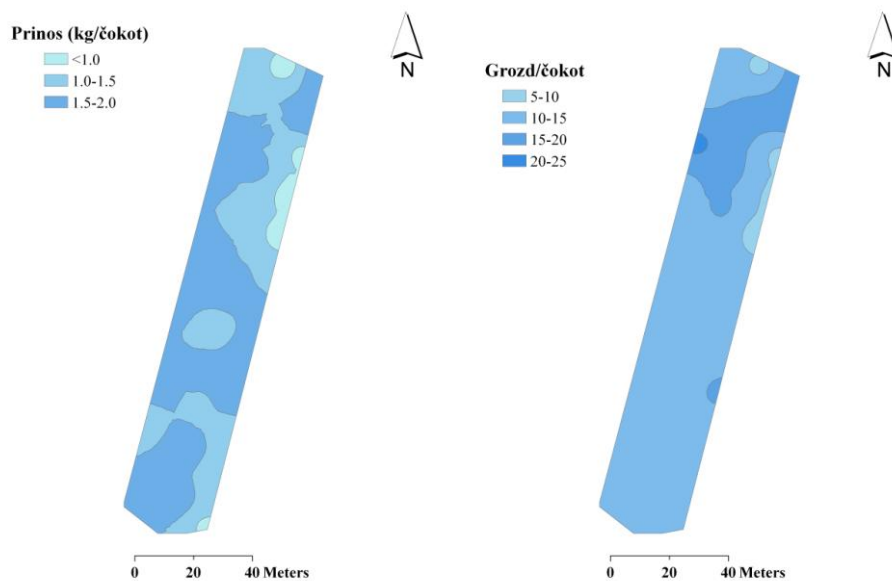 Prinos (kg/čokot)
<1.0
1.0-1.5
1.5-2.0
N
0 20 40 Meters
Grozd/čokot
5-10
10-15
15-20
20-25
N
0 20 40 Meters